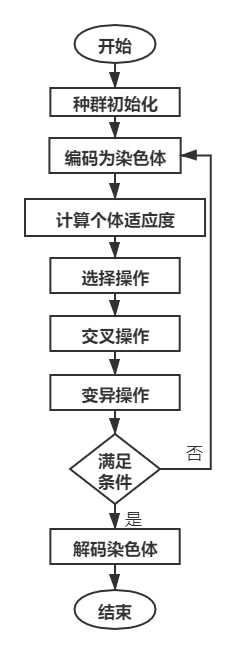 开始
种群初始化
编码为染色体
计算个体适应度
选择操作
交叉操作
变异操作
满足
条件
否
是
解码染色体
结束